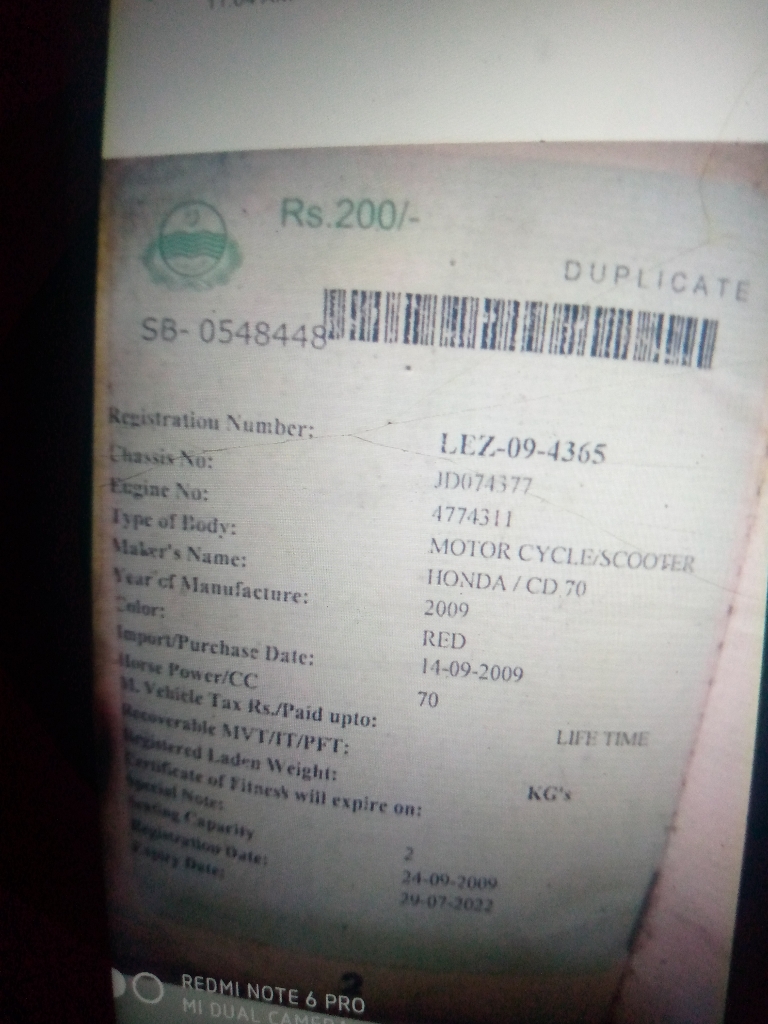 Rs.200/-
DUPLICATE
SB- 0548448
Registration Number: LEZ-09-4365
Chassis No: JD074377
Engine No: 4774311
Type of Body: MOTOR CYCLE/SCOOTER
Maker's Name: HONDA / CD 70
Year of Manufacture: 2009
Color: RED
Import/Purchase Date: 14-09-2009
Horse Power/CC 70
M. Vehicle Tax Rs./Paid upto: LIFE TIME
Recoverable MVT/IT/PFT:
Registered Laden Weight: KG's
Certificate of Fitness will expire on:
Special Note:
Seating Capacity 2
Registration Date: 24-09-2009
Expiry Date: 29-07-2022
2
REDMI NOTE 6 PRO
MI DUAL CAMERA